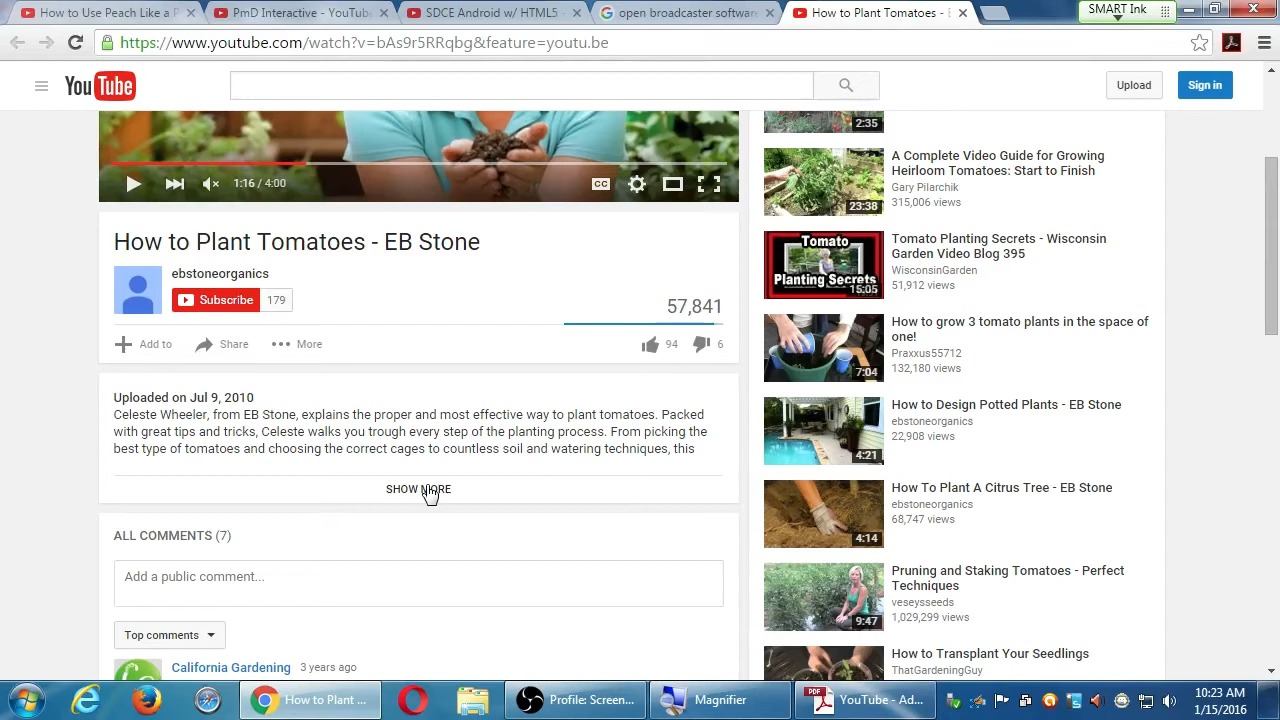 How to Use Peach Like a P
PmD Interactive - YouTub
SDCE Android w/ HTML5
open broadcaster software
How to Plant Tomatoes - E
SMART Ink
https://www.youtube.com/watch?v=bAs9r5RRqbg&feature=youtu.be
YouTube
Upload
Sign in
1:16 / 4:00
CC
How to Plant Tomatoes - EB Stone
ebstoneorganics
Subscribe 179
57,841
Add to
Share
More
94
6
Uploaded on Jul 9, 2010
Celeste Wheeler, from EB Stone, explains the proper and most effective way to plant tomatoes. Packed
with great tips and tricks, Celeste walks you trough every step of the planting process. From picking the
best type of tomatoes and choosing the correct cages to countless soil and watering techniques, this
SHOW MORE
ALL COMMENTS (7)
Add a public comment...
Top comments
California Gardening 3 years ago
2:35
A Complete Video Guide for Growing
Heirloom Tomatoes: Start to Finish
Gary Pilarchik
315,006 views
23:38
Tomato Planting Secrets - Wisconsin
Garden Video Blog 395
WisconsinGarden
51,912 views
Tomato
Planting Secrets
15:05
How to grow 3 tomato plants in the space of
one!
Praxxus55712
132,180 views
7:04
How to Design Potted Plants - EB Stone
ebstoneorganics
22,908 views
4:21
How To Plant A Citrus Tree - EB Stone
ebstoneorganics
68,747 views
4:14
Pruning and Staking Tomatoes - Perfect
Techniques
veseysseeds
1,029,299 views
9:47
How to Transplant Your Seedlings
ThatGardeningGuy
How to Plant ...
Profile: Screen...
Magnifier
PDF
YouTube - Ad...
10:23 AM
1/15/2016